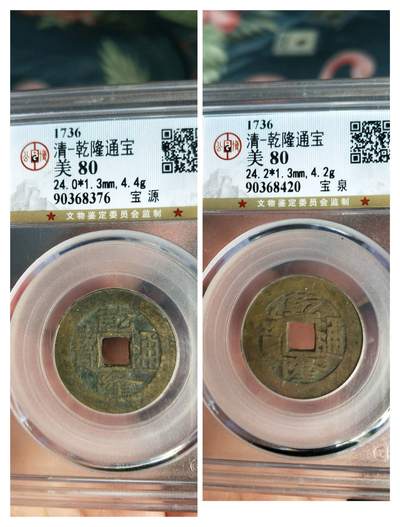 1736
清-乾隆通宝
美 80
24.0*1.3mm, 4.4g
90368376 宝源
★ 文物鉴定委员会监制 ★
1736
清-乾隆通宝
美 80
24.2*1.3mm, 4.2g
90368420 宝泉
★ 文物鉴定委员会监制 ★
乾隆通寶
乾隆通寶